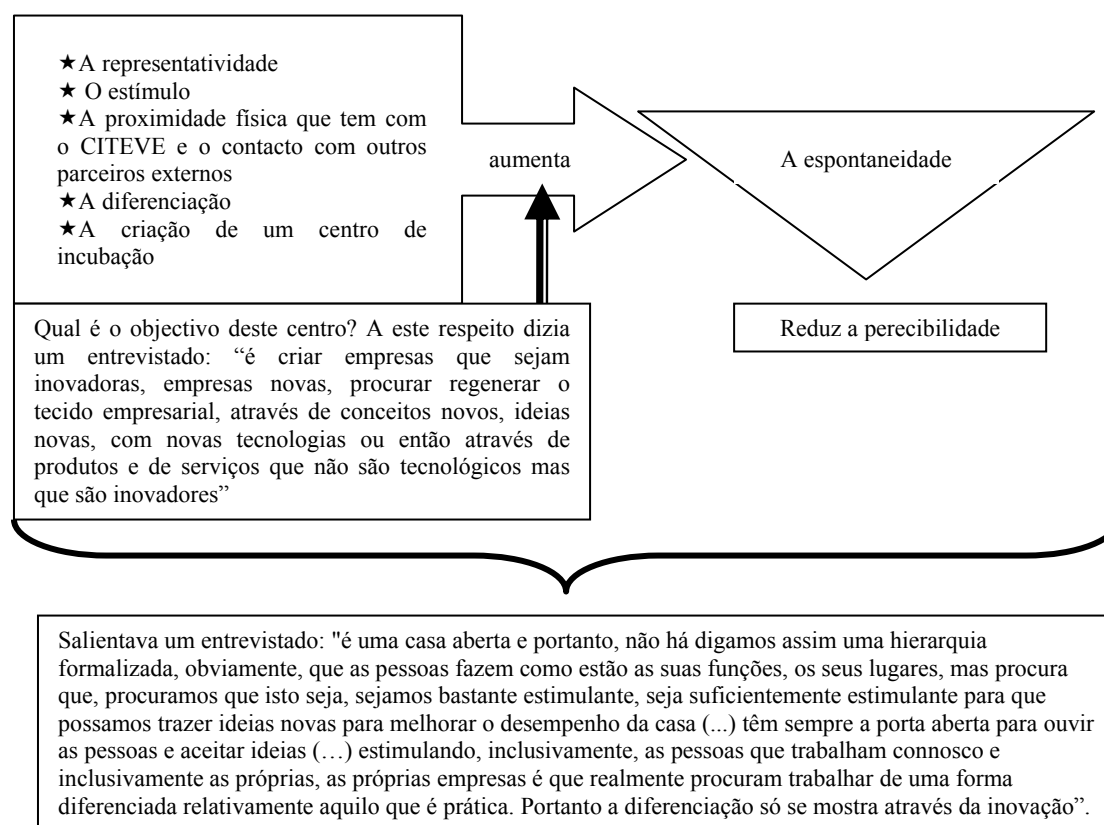 ★A representatividade
★ O estímulo
★A proximidade física que tem com
o CITEVE e o contacto com outros
parceiros externos
★A diferenciação
★A criação de um centro de
incubação
aumenta
A espontaneidade
Reduz a perecibilidade
Qual é o objectivo deste centro? A este respeito dizia
um entrevistado: “é criar empresas que sejam
inovadoras, empresas novas, procurar regenerar o
tecido empresarial, através de conceitos novos, ideias
novas, com novas tecnologias ou então através de
produtos e de serviços que não são tecnológicos mas
que são inovadores”
Salientava um entrevistado: "é uma casa aberta e portanto, não há digamos assim uma hierarquia
formalizada, obviamente, que as pessoas fazem como estão as suas funções, os seus lugares, mas procura
que, procuramos que isto seja, sejamos bastante estimulante, seja suficientemente estimulante para que
possamos trazer ideias novas para melhorar o desempenho da casa (...) têm sempre a porta aberta para ouvir
as pessoas e aceitar ideias (…) estimulando, inclusivamente, as pessoas que trabalham connosco e
inclusivamente as próprias, as próprias empresas é que realmente procuram trabalhar de uma forma
diferenciada relativamente aquilo que é prática. Portanto a diferenciação só se mostra através da inovação”.